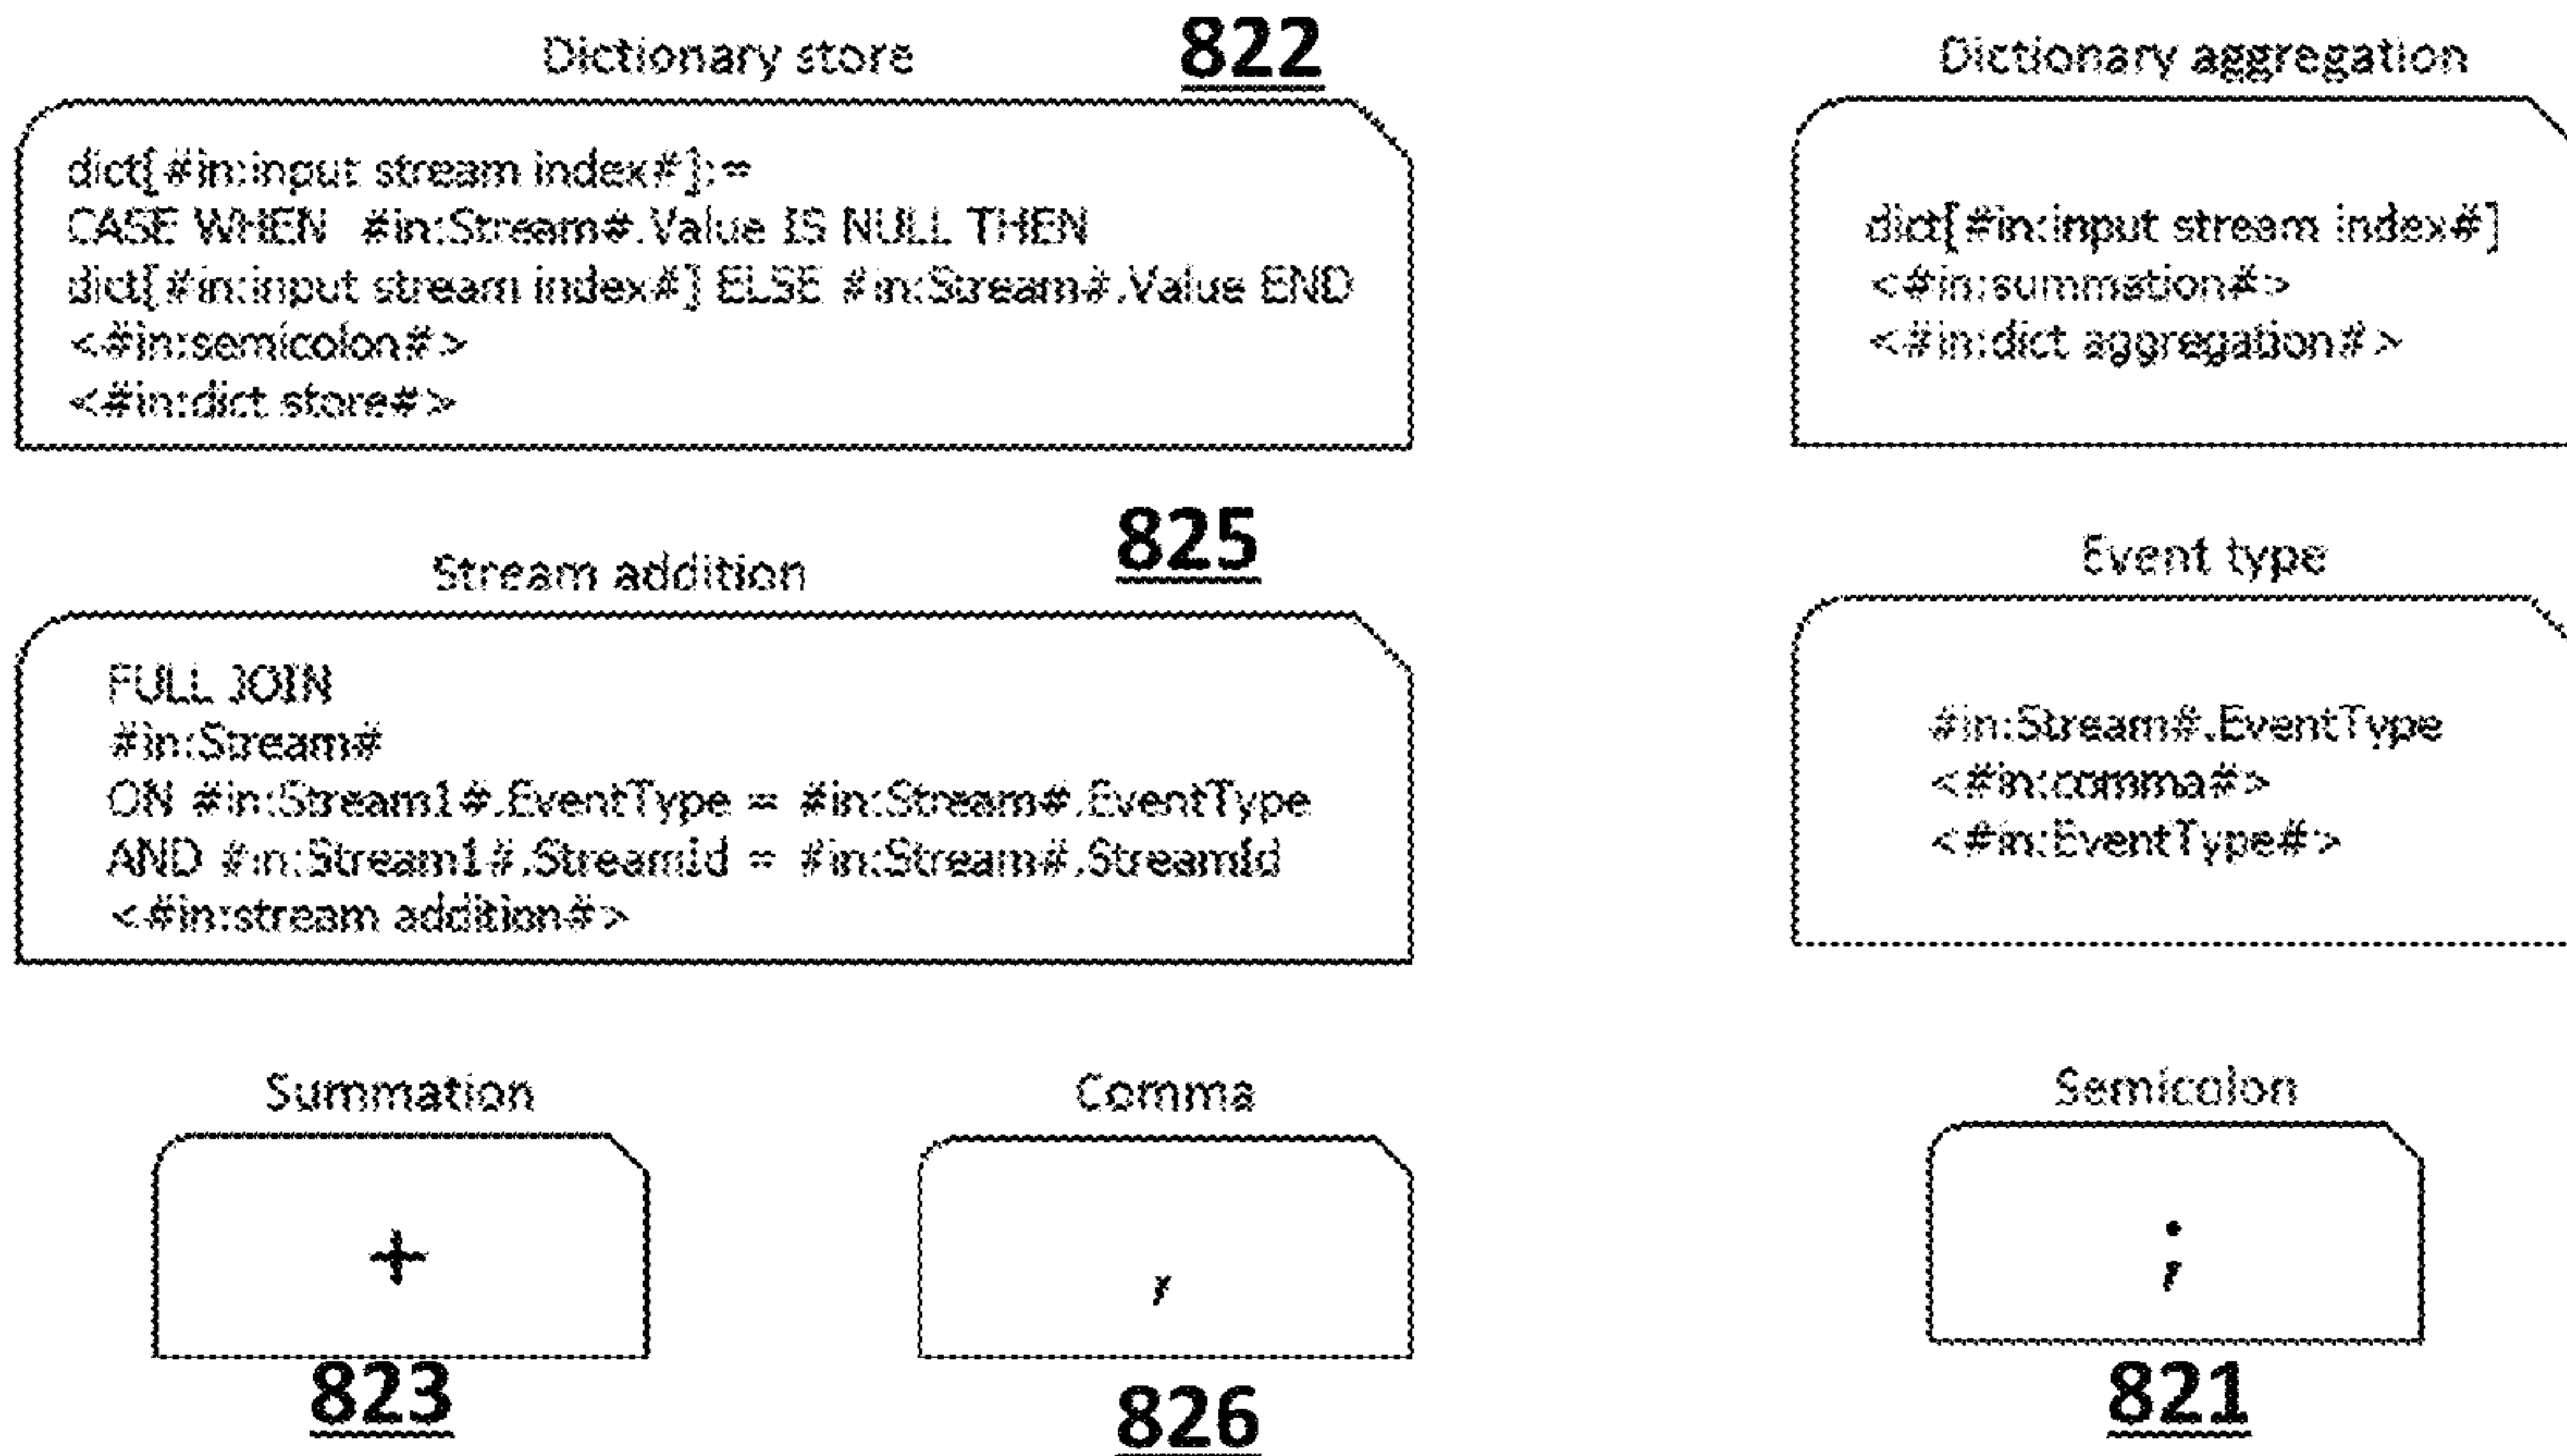 Dictionary store
822
dict[#in:input stream index#]:=
CASE WHEN #in:Stream#.Value IS NULL THEN
dict[#in:input stream index#] ELSE #in:Stream#.Value END
<#in:semicolon#>
<#in:dict store#>
Dictionary aggregation
dict[#in:input stream index#]
<#in:summation#>
<#in:dict aggregation#>
Stream addition
825
FULL JOIN
#in:Stream#
ON #in:Stream1#.EventType = #in:Stream#.EventType
AND #in:Stream1#.StreamId = #in:Stream#.StreamId
<#in:stream addition#>
Event type
#in:Stream#.EventType
<#in:comma#>
<#in:EventType#>
Summation
+
823
Comma
,
826
Semicolon
;
821